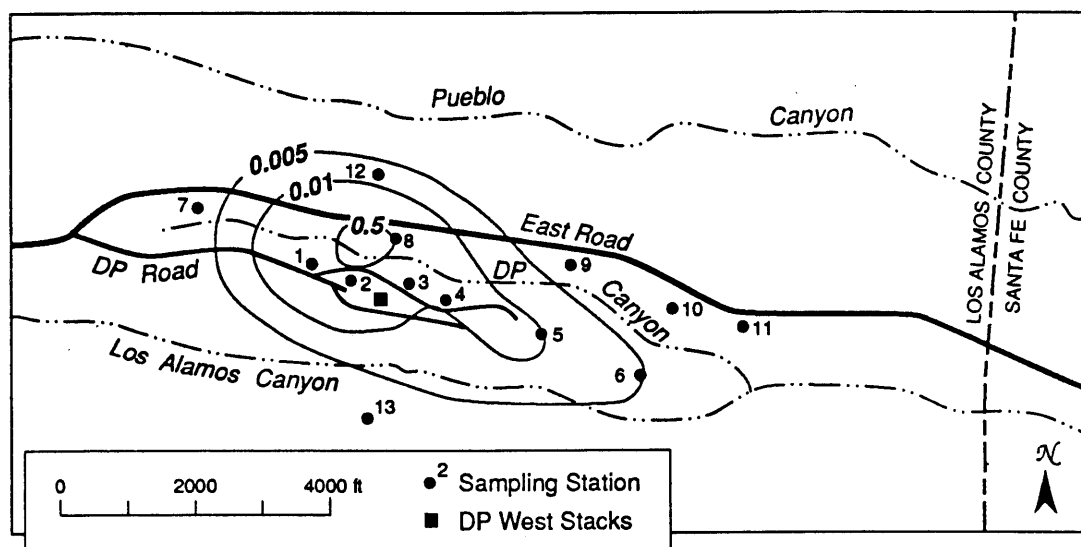 Pueblo
Canyon
0.005
12
0.01
7
0.5
8
East Road
LOS ALAMOS COUNTY
SANTA FE COUNTY
1
DP Road
2
3
4
DP
Canyon
9
10
11
5
6
Los Alamos Canyon
13
N
0 2000 4000 ft
2 Sampling Station
DP West Stacks